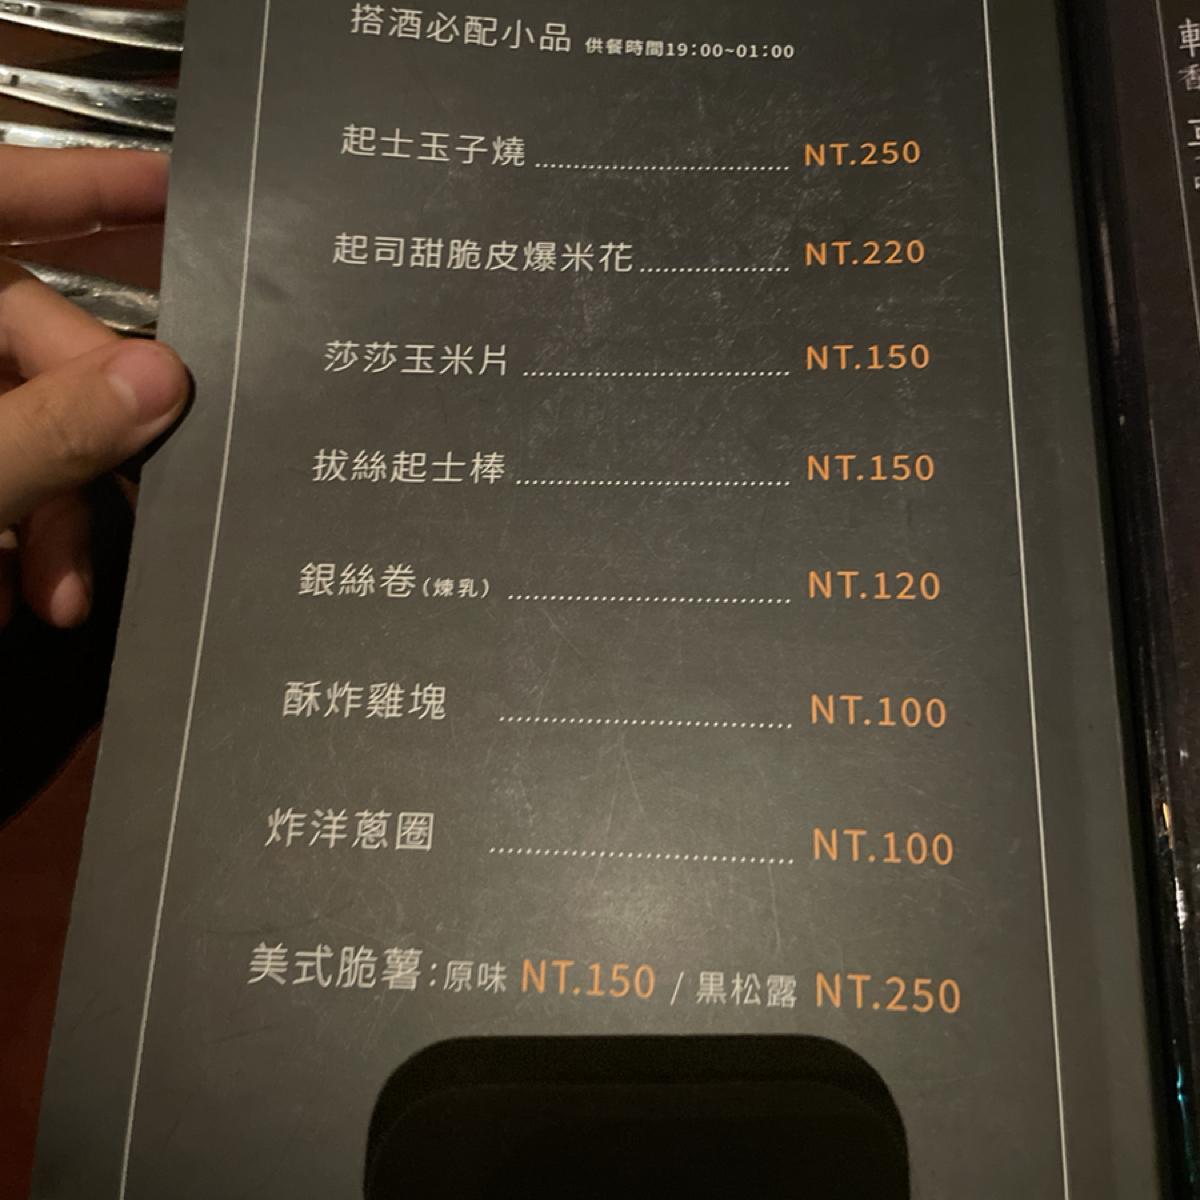 搭酒必配小品 供餐時間19:00~01:00
起士玉子燒 NT.250
起司甜脆皮爆米花 NT.220
莎莎玉米片 NT.150
拔絲起士棒 NT.150
銀絲卷(煉乳) NT.120
酥炸雞塊 NT.100
炸洋蔥圈 NT.100
美式脆薯:原味 NT.150 / 黑松露 NT.250